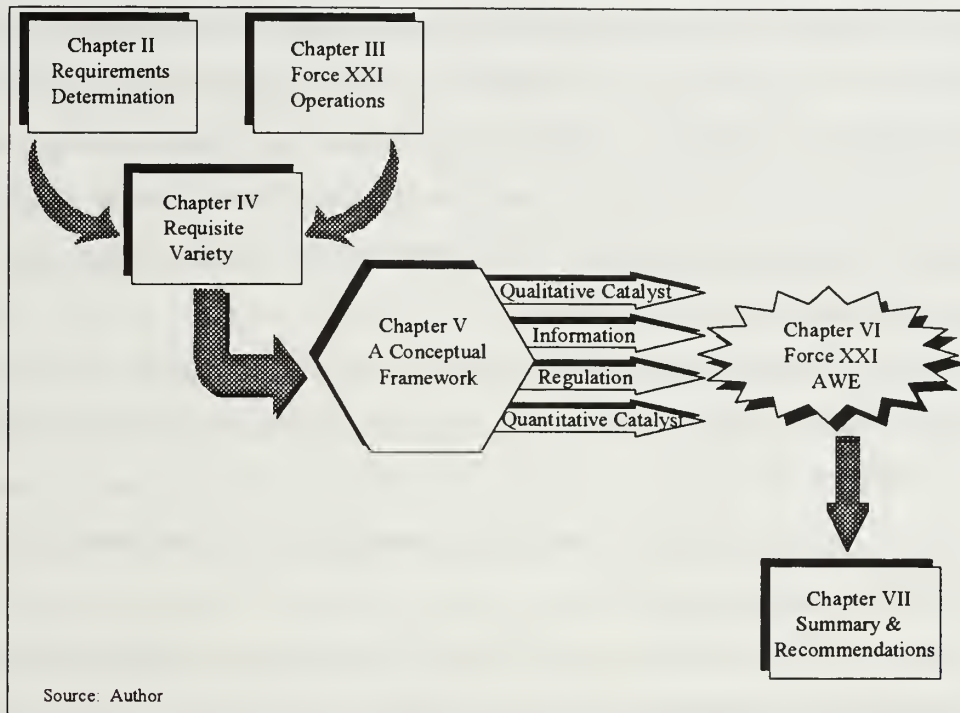 Chapter II
Requirements
Determination
Chapter III
Force XXI
Operations
Chapter IV
Requisite
Variety
Chapter V
A Conceptual
Framework
Qualitative Catalyst
Information
Regulation
Quantitative Catalyst
Chapter VI
Force XXI
AWE
Chapter VII
Summary &
Recommendations
Source: Author